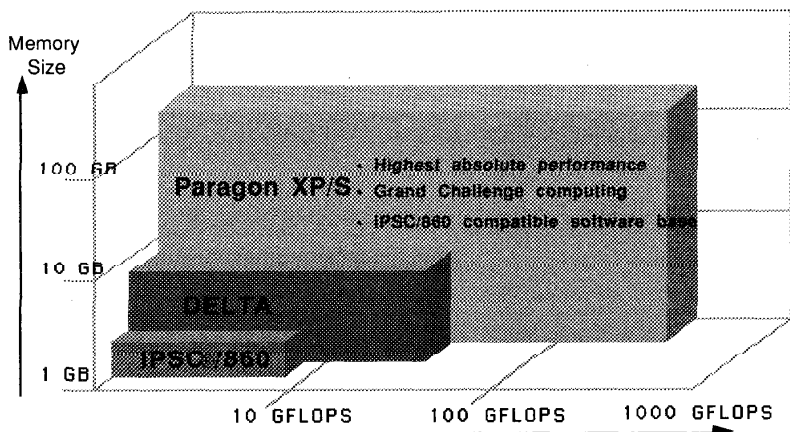 Memory
Size
100 GB
Paragon XP/S
- Highest absolute performance
- Grand Challenge computing
- iPSC/860 compatible software base
10 GB
DELTA
iPSC/860
1 GB
10 GFLOPS
100 GFLOPS
1000 GFLOPS